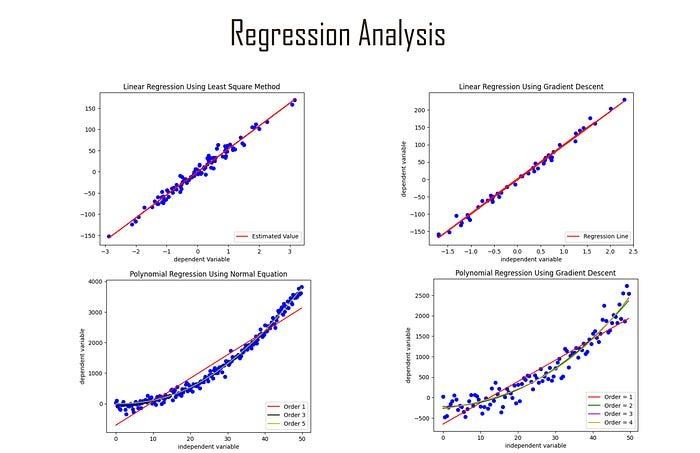 Regression Analysis
Linear Regression Using Least Square Method
150
100
50
0
−50
−100
−150
Estimated Value
−3
−2
−1
0
1
2
3
dependent Variable
Linear Regression Using Gradient Descent
dependent variable
200
150
100
50
0
−50
−100
−150
Regression Line
−1.5
−1.0
−0.5
0.0
0.5
1.0
1.5
2.0
2.5
independent variable
Polynomial Regression Using Normal Equation
dependent variable
4000
3000
2000
1000
0
Order 1
Order 3
Order 5
0
10
20
30
40
50
independent variable
Polynomial Regression Using Gradient Descent
dependent variable
2500
2000
1500
1000
500
0
−500
Order = 1
Order = 2
Order = 3
Order = 4
0
10
20
30
40
50
independent variable